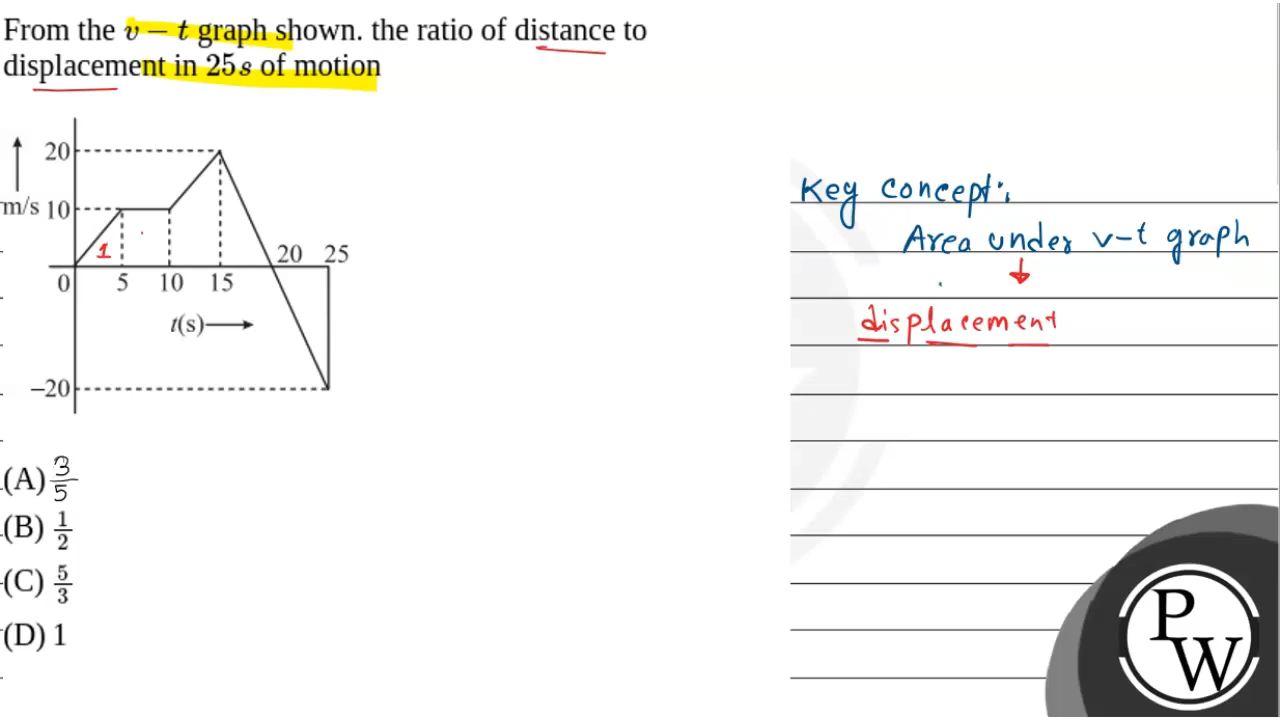 From the v − t graph shown. the ratio of distance to
displacement in 25s of motion
20
m/s 10
1
20 25
0 5 10 15
t(s)
−20
(A) 3/5
(B) 1/2
(C) 5/3
(D) 1
Key concept:
Area under v-t graph
displacement
P
W